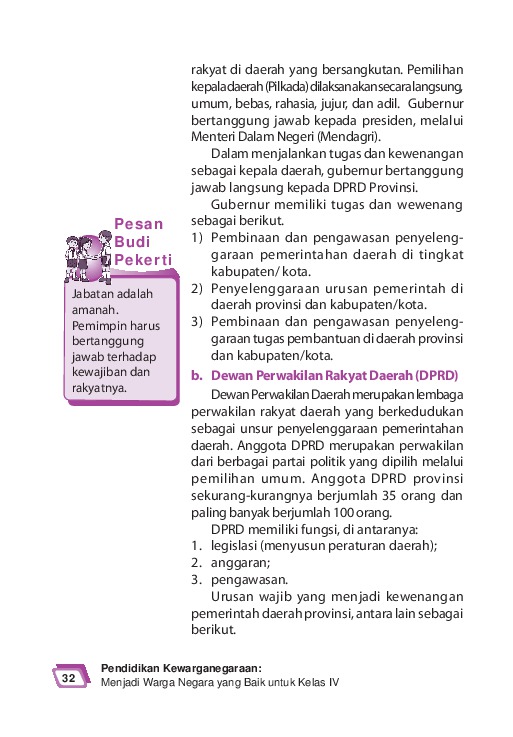 rakyat di daerah yang bersangkutan. Pemilihan
kepala daerah (Pilkada) dilaksanakan secara langsung,
umum, bebas, rahasia, jujur, dan adil. Gubernur
bertanggung jawab kepada presiden, melalui
Menteri Dalam Negeri (Mendagri).
Dalam menjalankan tugas dan kewenangan
sebagai kepala daerah, gubernur bertanggung
jawab langsung kepada DPRD Provinsi.
Gubernur memiliki tugas dan wewenang
sebagai berikut.
1) Pembinaan dan pengawasan penyeleng-
garaan pemerintahan daerah di tingkat
kabupaten/ kota.
2) Penyelenggaraan urusan pemerintah di
daerah provinsi dan kabupaten/kota.
3) Pembinaan dan pengawasan penyeleng-
garaan tugas pembantuan di daerah provinsi
dan kabupaten/kota.
Pesan
Budi
Pekerti
Jabatan adalah
amanah.
Pemimpin harus
bertanggung
jawab terhadap
kewajiban dan
rakyatnya.
b. Dewan Perwakilan Rakyat Daerah (DPRD)
Dewan Perwakilan Daerah merupakan lembaga
perwakilan rakyat daerah yang berkedudukan
sebagai unsur penyelenggaraan pemerintahan
daerah. Anggota DPRD merupakan perwakilan
dari berbagai partai politik yang dipilih melalui
pemilihan umum. Anggota DPRD provinsi
sekurang-kurangnya berjumlah 35 orang dan
paling banyak berjumlah 100 orang.
DPRD memiliki fungsi, di antaranya:
1. legislasi (menyusun peraturan daerah);
2. anggaran;
3. pengawasan.
Urusan wajib yang menjadi kewenangan
pemerintah daerah provinsi, antara lain sebagai
berikut.
32
Pendidikan Kewarganegaraan:
Menjadi Warga Negara yang Baik untuk Kelas IV